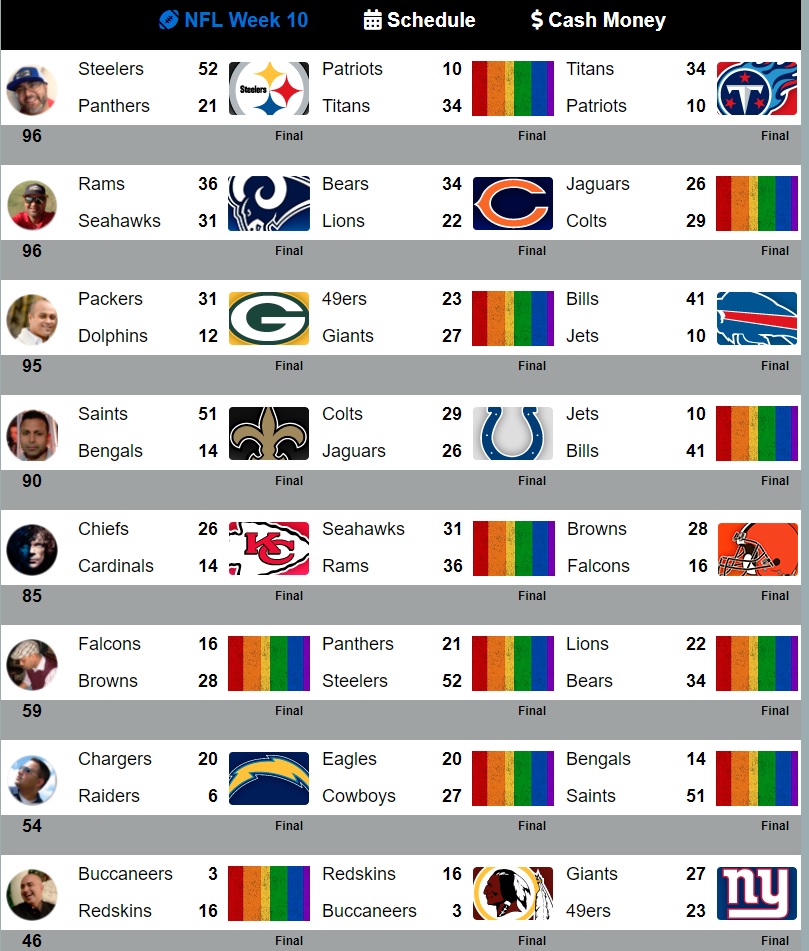 NFL Week 10 Schedule $ Cash Money
Steelers 52 Steelers Patriots 10 Titans 34
Panthers 21 Titans 34 Patriots 10 T
96 Final Final Final
Rams 36 Bears 34 Jaguars 26
Seahawks 31 Lions 22 Colts 29
96 Final Final Final
Packers 31 G 49ers 23 Bills 41
Dolphins 12 Giants 27 Jets 10
95 Final Final Final
Saints 51 Colts 29 Jets 10
Bengals 14 Jaguars 26 Bills 41
90 Final Final Final
Chiefs 26 KC Seahawks 31 Browns 28
Cardinals 14 Rams 36 Falcons 16
85 Final Final Final
Falcons 16 Panthers 21 Lions 22
Browns 28 Steelers 52 Bears 34
59 Final Final Final
Chargers 20 Eagles 20 Bengals 14
Raiders 6 Cowboys 27 Saints 51
54 Final Final Final
Buccaneers 3 Redskins 16 Giants 27 ny
Redskins 16 Buccaneers 3 49ers 23
46 Final Final Final